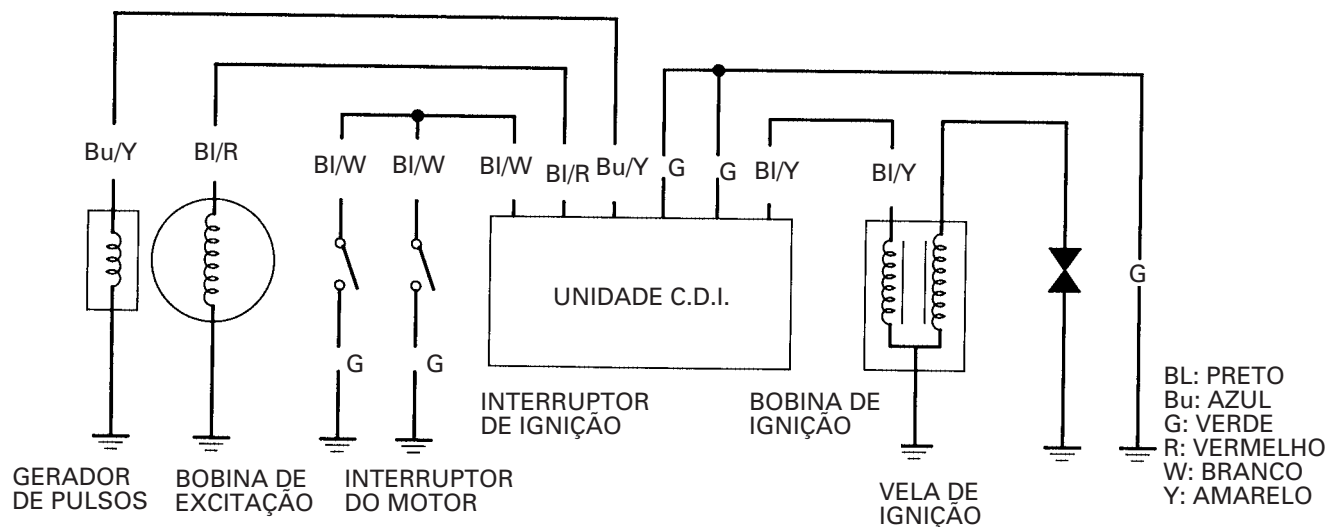 Bu/Y
Bl/R
Bl/W
Bl/W
Bl/W
Bl/R
Bu/Y
G
G
Bl/Y
Bl/Y
G
UNIDADE C.D.I.
G
G
INTERRUPTOR
DE IGNIÇÃO
BOBINA DE
IGNIÇÃO
GERADOR
DE PULSOS
BOBINA DE
EXCITAÇÃO
INTERRUPTOR
DO MOTOR
VELA DE
IGNIÇÃO
BL: PRETO
Bu: AZUL
G: VERDE
R: VERMELHO
W: BRANCO
Y: AMARELO